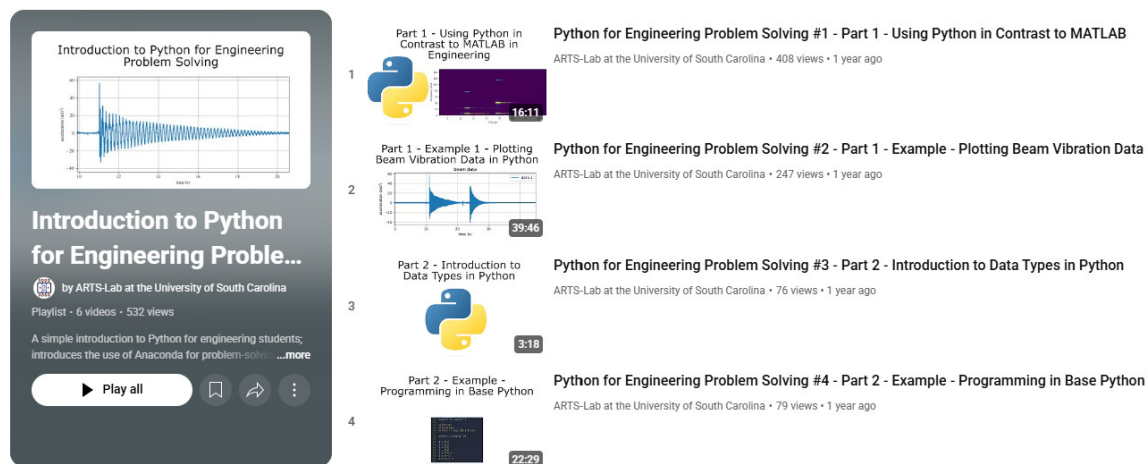 Introduction to Python for Engineering
Problem Solving
Introduction to Python
for Engineering Proble...
by ARTS-Lab at the University of South Carolina
Playlist • 6 videos • 532 views
A simple introduction to Python for engineering students;
introduces the use of Anaconda for problem-solvin ...more
Play all
1
Part 1 - Using Python in
Contrast to MATLAB in
Engineering
16:11
Python for Engineering Problem Solving #1 - Part 1 - Using Python in Contrast to MATLAB
ARTS-Lab at the University of South Carolina • 408 views • 1 year ago
2
Part 1 - Example 1 - Plotting
Beam Vibration Data in Python
39:46
Python for Engineering Problem Solving #2 - Part 1 - Example - Plotting Beam Vibration Data
ARTS-Lab at the University of South Carolina • 247 views • 1 year ago
3
Part 2 - Introduction to
Data Types in Python
3:18
Python for Engineering Problem Solving #3 - Part 2 - Introduction to Data Types in Python
ARTS-Lab at the University of South Carolina • 76 views • 1 year ago
4
Part 2 - Example -
Programming in Base Python
22:29
Python for Engineering Problem Solving #4 - Part 2 - Example - Programming in Base Python
ARTS-Lab at the University of South Carolina • 79 views • 1 year ago